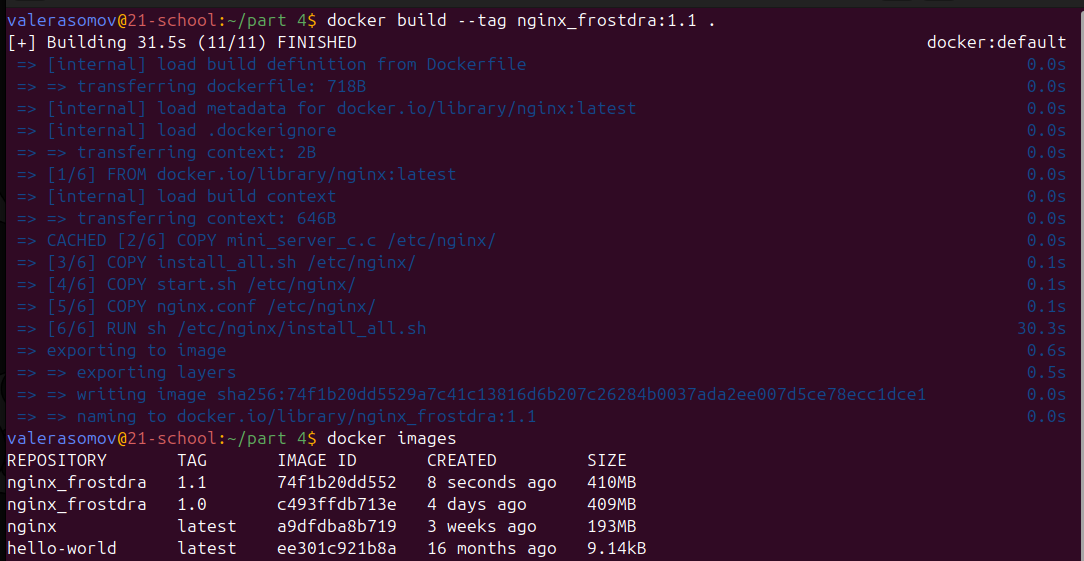 valerasomov@21-school:~/part 4$ docker build --tag nginx_frostdra:1.1 .
[+] Building 31.5s (11/11) FINISHED docker:default
=> [internal] load build definition from Dockerfile 0.0s
=> => transferring dockerfile: 718B 0.0s
=> [internal] load metadata for docker.io/library/nginx:latest 0.0s
=> [internal] load .dockerignore 0.0s
=> => transferring context: 2B 0.0s
=> [1/6] FROM docker.io/library/nginx:latest 0.0s
=> [internal] load build context 0.0s
=> => transferring context: 646B 0.0s
=> CACHED [2/6] COPY mini_server_c.c /etc/nginx/ 0.0s
=> [3/6] COPY install_all.sh /etc/nginx/ 0.1s
=> [4/6] COPY start.sh /etc/nginx/ 0.1s
=> [5/6] COPY nginx.conf /etc/nginx/ 0.1s
=> [6/6] RUN sh /etc/nginx/install_all.sh 30.3s
=> exporting to image 0.6s
=> => exporting layers 0.5s
=> => writing image sha256:74f1b20dd5529a7c41c13816d6b207c26284b0037ada2ee007d5ce78ecc1dce1 0.0s
=> => naming to docker.io/library/nginx_frostdra:1.1 0.0s
valerasomov@21-school:~/part 4$ docker images
REPOSITORY TAG IMAGE ID CREATED SIZE
nginx_frostdra 1.1 74f1b20dd552 8 seconds ago 410MB
nginx_frostdra 1.0 c493ffdb713e 4 days ago 409MB
nginx latest a9dfdba8b719 3 weeks ago 193MB
hello-world latest ee301c921b8a 16 months ago 9.14kB